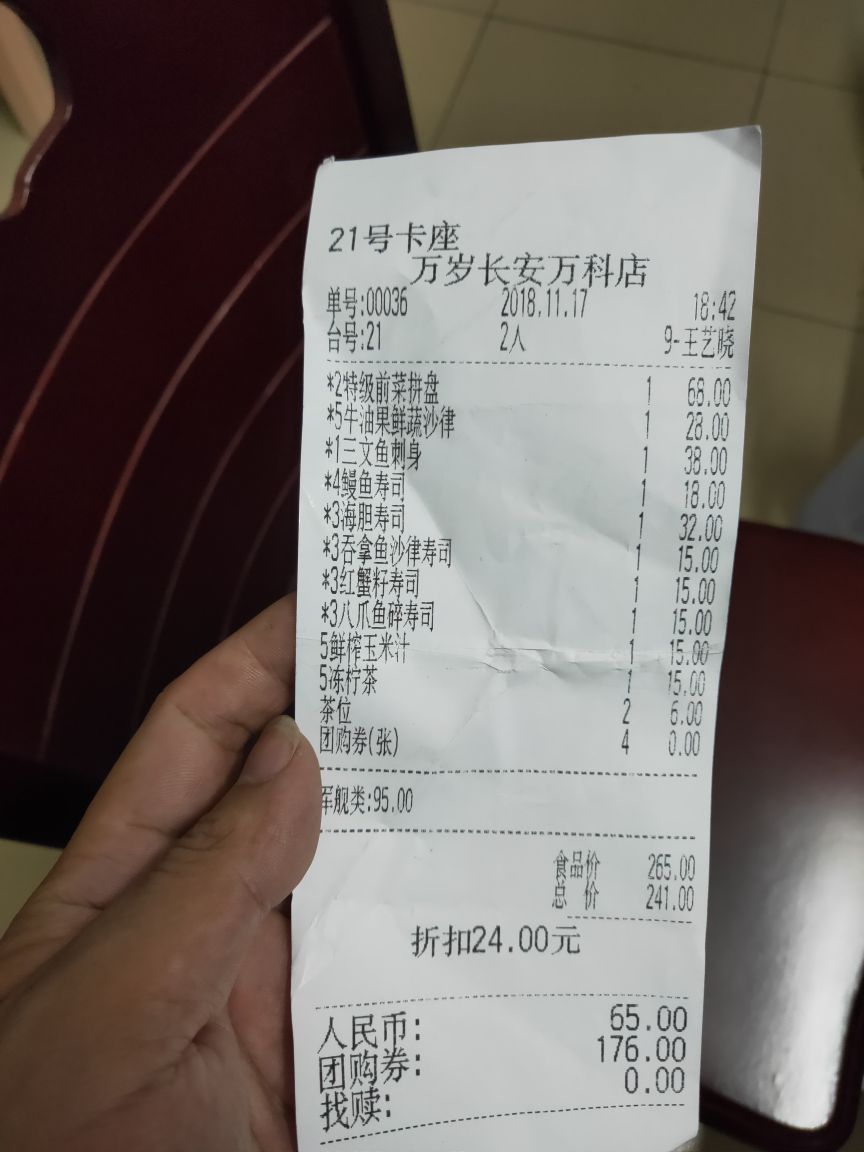 21号卡座
万岁长安万科店
单号:00036 2018.11.17 18:42
台号:21 2人 9-王艺晓
*2特级前菜拼盘 1 68.00
*5牛油果鲜蔬沙律 1 28.00
*1三文鱼刺身 1 38.00
*4鳗鱼寿司 1 18.00
*3海胆寿司 1 32.00
*3吞拿鱼沙律寿司 1 15.00
*3红蟹籽寿司 1 15.00
*3八爪鱼碎寿司 1 15.00
5鲜榨玉米汁 1 15.00
5冻柠茶 1 15.00
茶位 2 6.00
团购券(张) 4 0.00
军舰类:95.00
食品价 265.00
总 价 241.00
折扣24.00元
人民币: 65.00
团购券: 176.00
找赎: 0.00